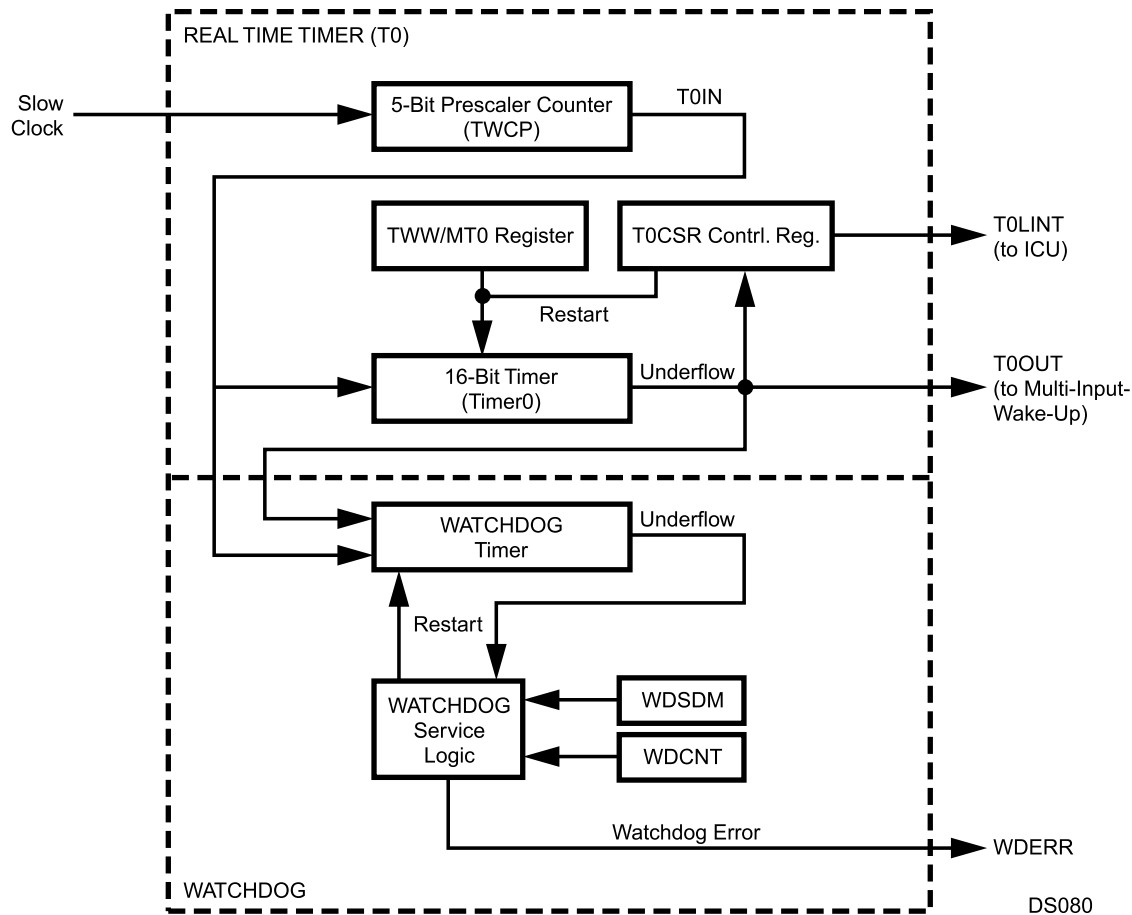 REAL TIME TIMER (T0)
Slow
Clock
5-Bit Prescaler Counter
(TWCP)
T0IN
TWW/MT0 Register
T0CSR Contrl. Reg.
T0LINT
(to ICU)
Restart
16-Bit Timer
(Timer0)
Underflow
T0OUT
(to Multi-Input-
Wake-Up)
WATCHDOG
Timer
Underflow
Restart
WATCHDOG
Service
Logic
WDSDM
WDCNT
Watchdog Error
WDERR
WATCHDOG
DS080